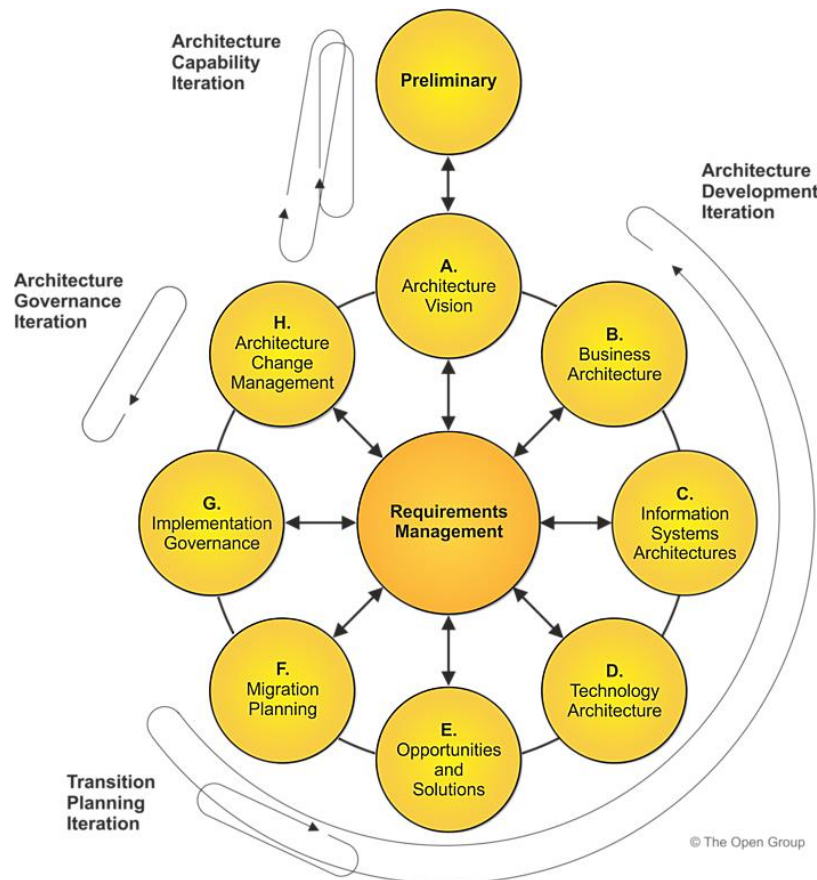 Architecture
Capability
Iteration
Preliminary
Architecture
Development
Iteration
A.
Architecture
Vision
Architecture
Governance
Iteration
H.
Architecture
Change
Management
B.
Business
Architecture
G.
Implementation
Governance
Requirements
Management
C.
Information
Systems
Architectures
F.
Migration
Planning
D.
Technology
Architecture
E.
Opportunities
and
Solutions
Transition
Planning
Iteration
© The Open Group